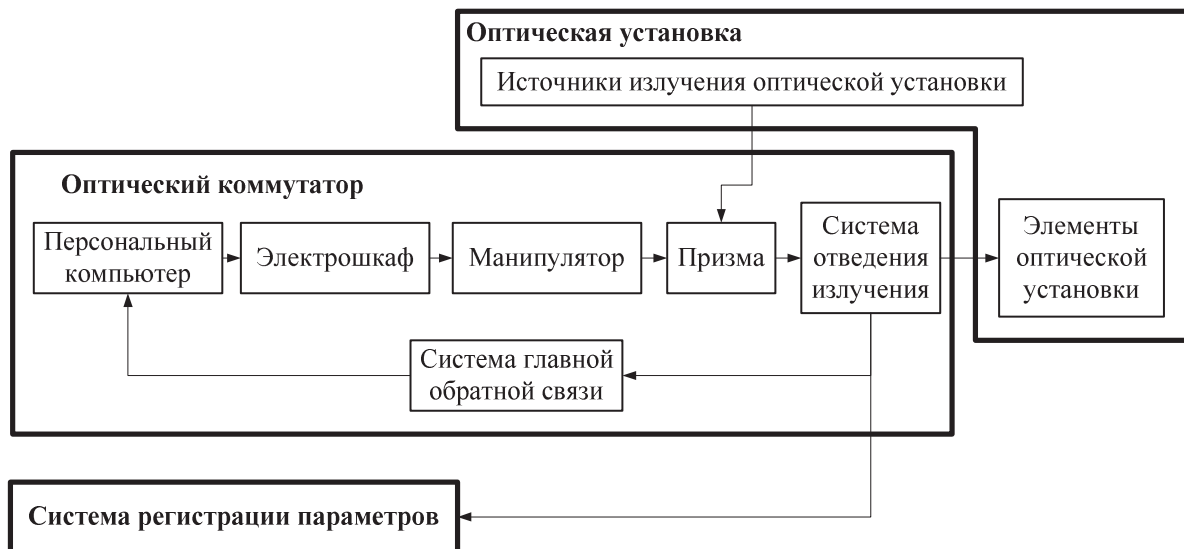 Оптическая установка
Источники излучения оптической установки
Оптический коммутатор
Персональный
компьютер
Электрошкаф
Манипулятор
Призма
Система
отведения
излучения
Элементы
оптической
установки
Система главной
обратной связи
Система регистрации параметров